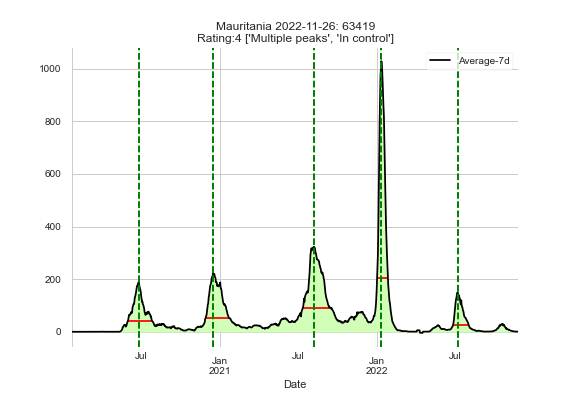 Mauritania 2022-11-26: 63419
Rating:4 ['Multiple peaks', 'In control']
Average-7d
1000
800
600
400
200
0
Jul
Jan
2021
Jul
Jan
2022
Jul
Date